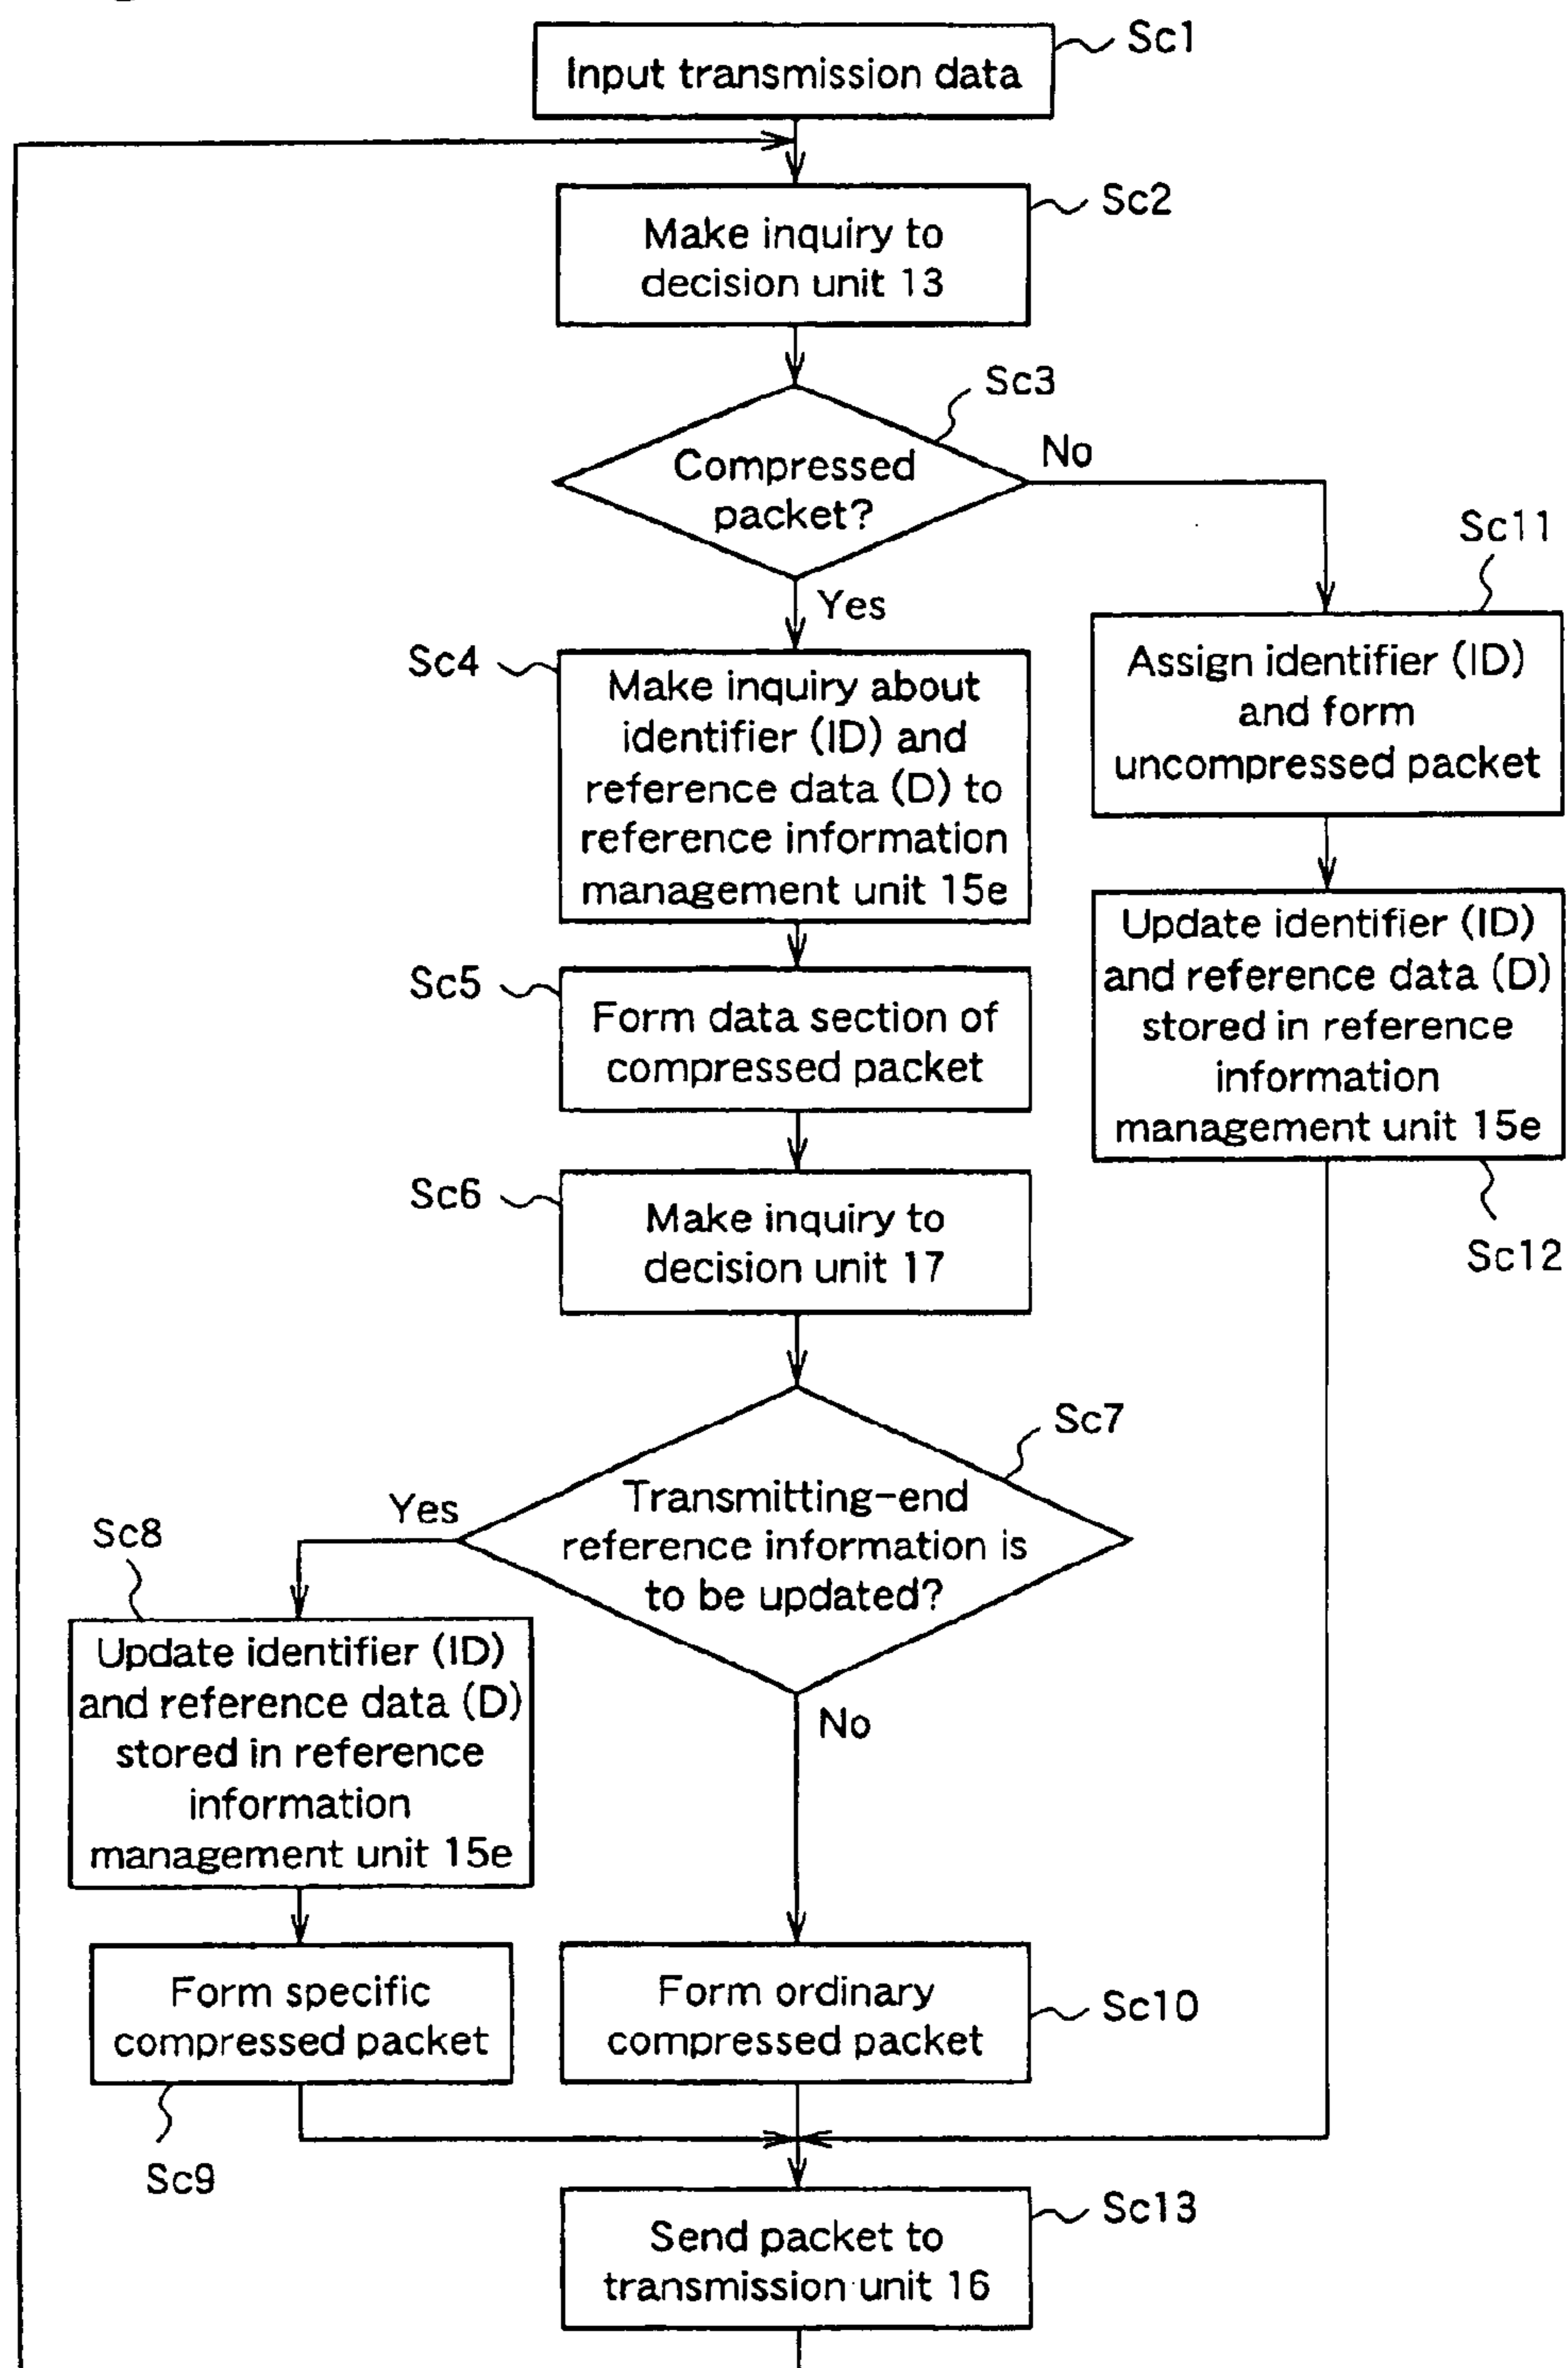 Sc1
Input transmission data
Sc2
Make inquiry to
decision unit 13
Sc3
Compressed
packet?
No
Yes
Sc11
Assign identifier (ID)
and form
uncompressed packet
Sc4
Make inquiry about
identifier (ID) and
reference data (D) to
reference information
management unit 15e
Update identifier (ID)
and reference data (D)
stored in reference
information
management unit 15e
Sc12
Sc5
Form data section of
compressed packet
Sc6
Make inquiry to
decision unit 17
Sc7
Transmitting-end
reference information is
to be updated?
Yes
No
Sc8
Update identifier (ID)
and reference data (D)
stored in reference
information
management unit 15e
Form specific
compressed packet
Sc9
Form ordinary
compressed packet
Sc10
Sc13
Send packet to
transmission unit 16